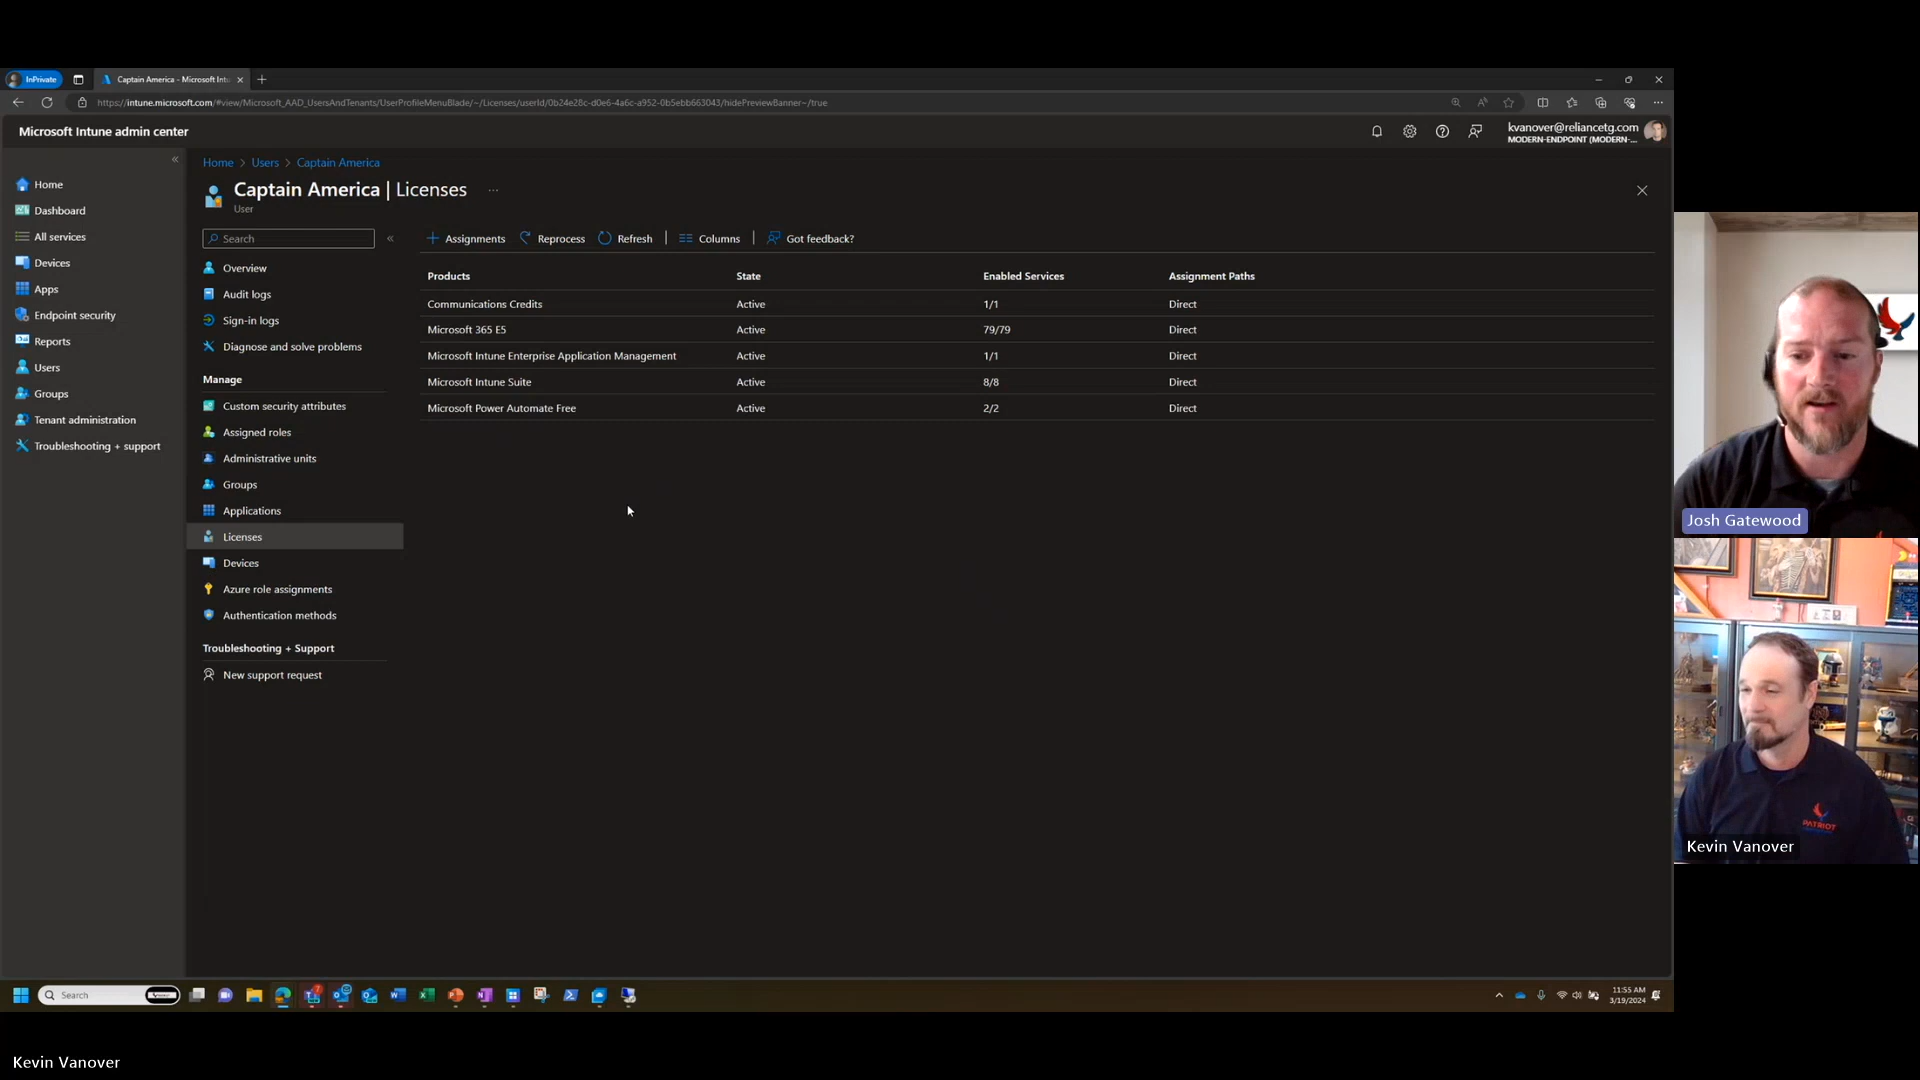 InPrivate
Captain America - Microsoft Intu
https://intune.microsoft.com/#view/Microsoft_AAD_UsersAndTenants/UserProfileMenuBlade/~/Licenses/userId/0b24e28c-d0e6-4a6c-a952-0b5ebb663043/hidePreviewBanner~/true
Microsoft Intune admin center
kvanover@reliancetg.com
MODERN-ENDPOINT (MODERN-...
Home
Dashboard
All services
Devices
Apps
Endpoint security
Reports
Users
Groups
Tenant administration
Troubleshooting + support
Home > Users > Captain America
Captain America | Licenses ...
User
Search
Overview
Audit logs
Sign-in logs
Diagnose and solve problems
Manage
Custom security attributes
Assigned roles
Administrative units
Groups
Applications
Licenses
Devices
Azure role assignments
Authentication methods
Troubleshooting + Support
New support request
Assignments Reprocess Refresh Columns Got feedback?
Products State Enabled Services Assignment Paths
Communications Credits Active 1/1 Direct
Microsoft 365 E5 Active 79/79 Direct
Microsoft Intune Enterprise Application Management Active 1/1 Direct
Microsoft Intune Suite Active 8/8 Direct
Microsoft Power Automate Free Active 2/2 Direct
Josh Gatewood
PATRIOT
Kevin Vanover
Search
11:55 AM
3/19/2024
Kevin Vanover